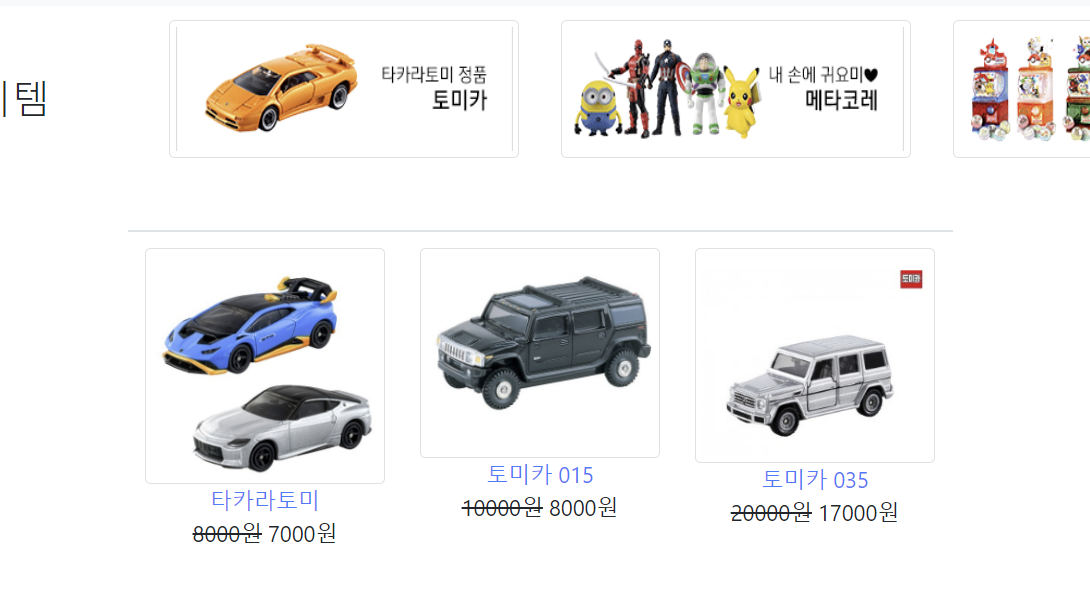 템
타카라토미 정품
토미카
내 손에 귀요미♥
메타코레
토미카
타카라토미
8000원 7000원
토미카 015
10000원 8000원
토미카 035
20000원 17000원